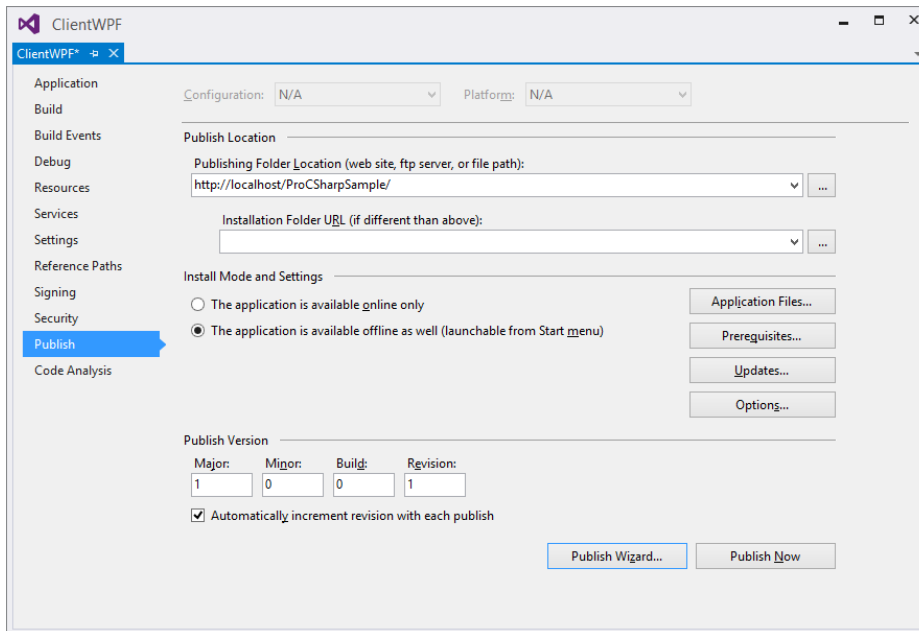 ClientWPF
ClientWPF*
Application
Build
Build Events
Debug
Resources
Services
Settings
Reference Paths
Signing
Security
Publish
Code Analysis
Configuration: N/A Platform: N/A
Publish Location
Publishing Folder Location (web site, ftp server, or file path):
http://localhost/ProCSharpSample/
...
Installation Folder URL (if different than above):
...
Install Mode and Settings
The application is available online only
The application is available offline as well (launchable from Start menu)
Application Files...
Prerequisites...
Updates...
Options...
Publish Version
Major: Minor: Build: Revision:
1 0 0 1
Automatically increment revision with each publish
Publish Wizard... Publish Now